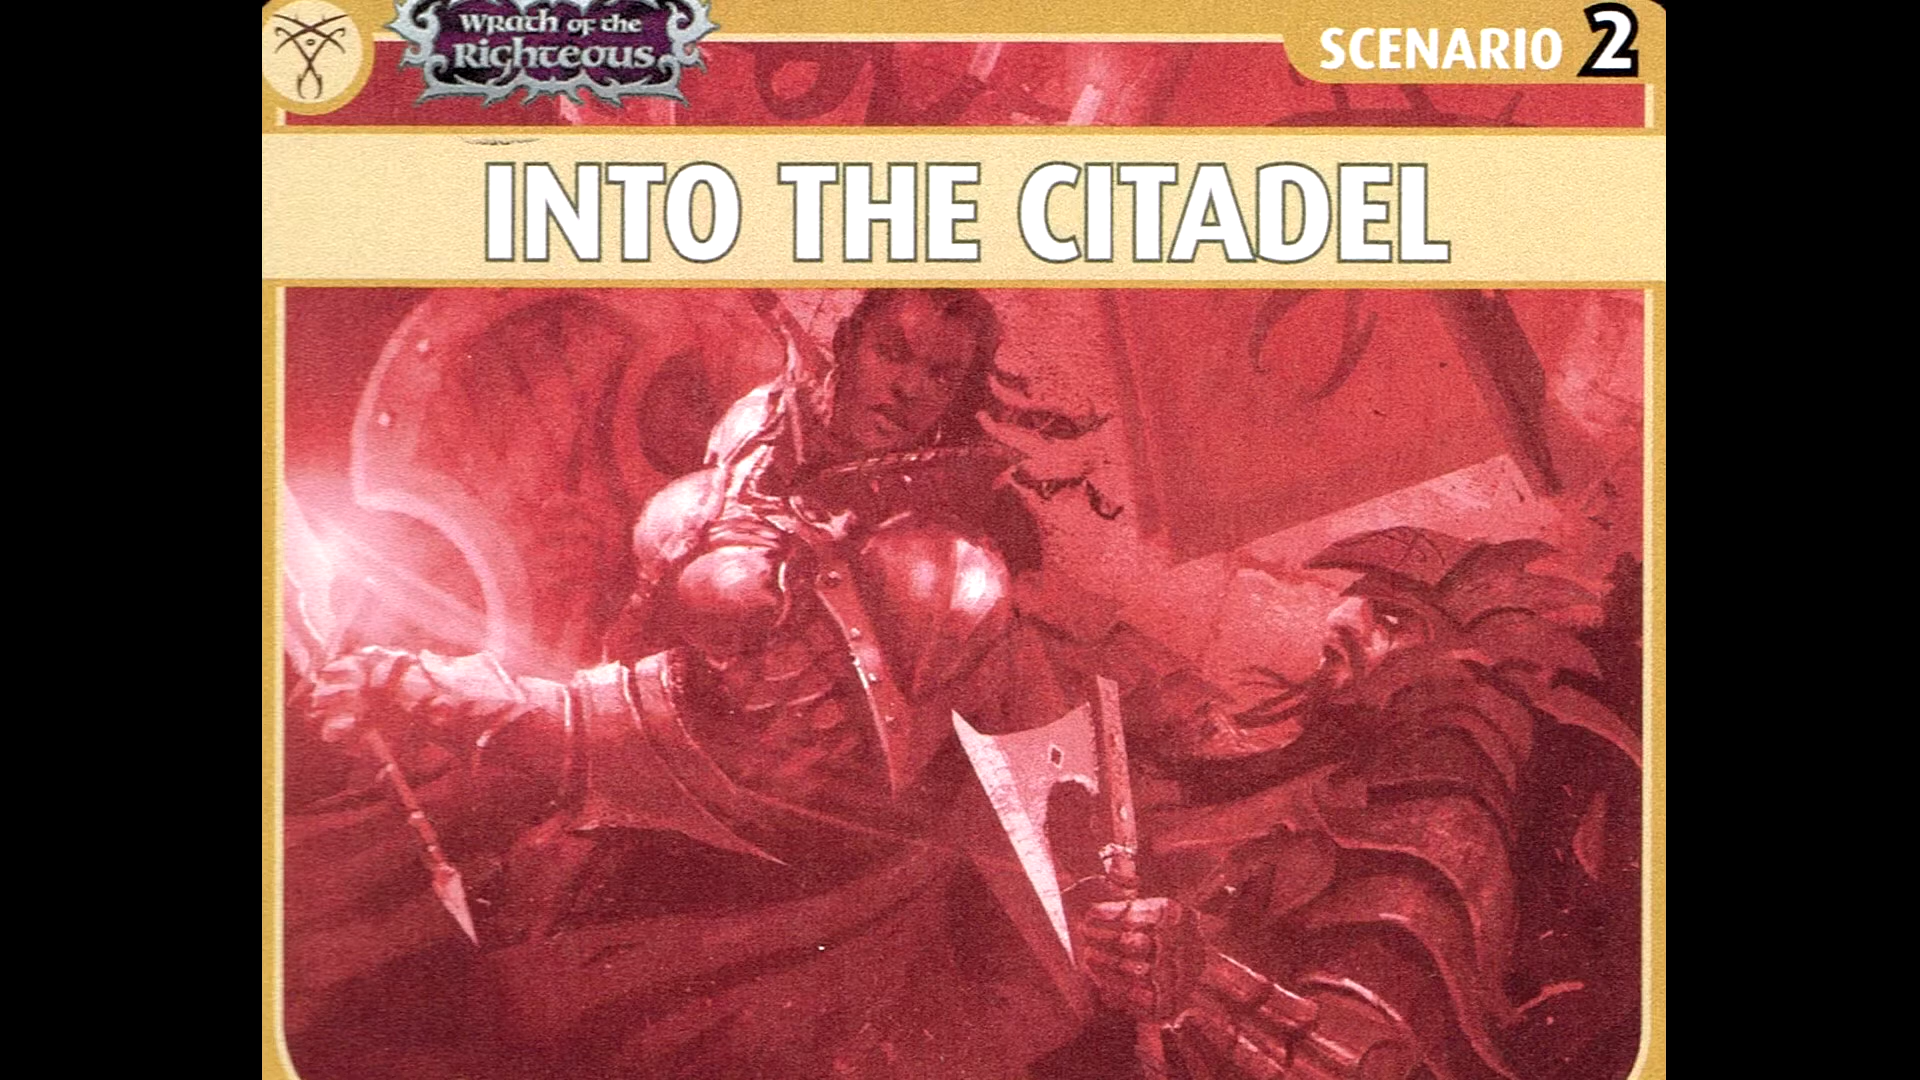 Wrath of the
Righteous
SCENARIO 2
INTO THE CITADEL